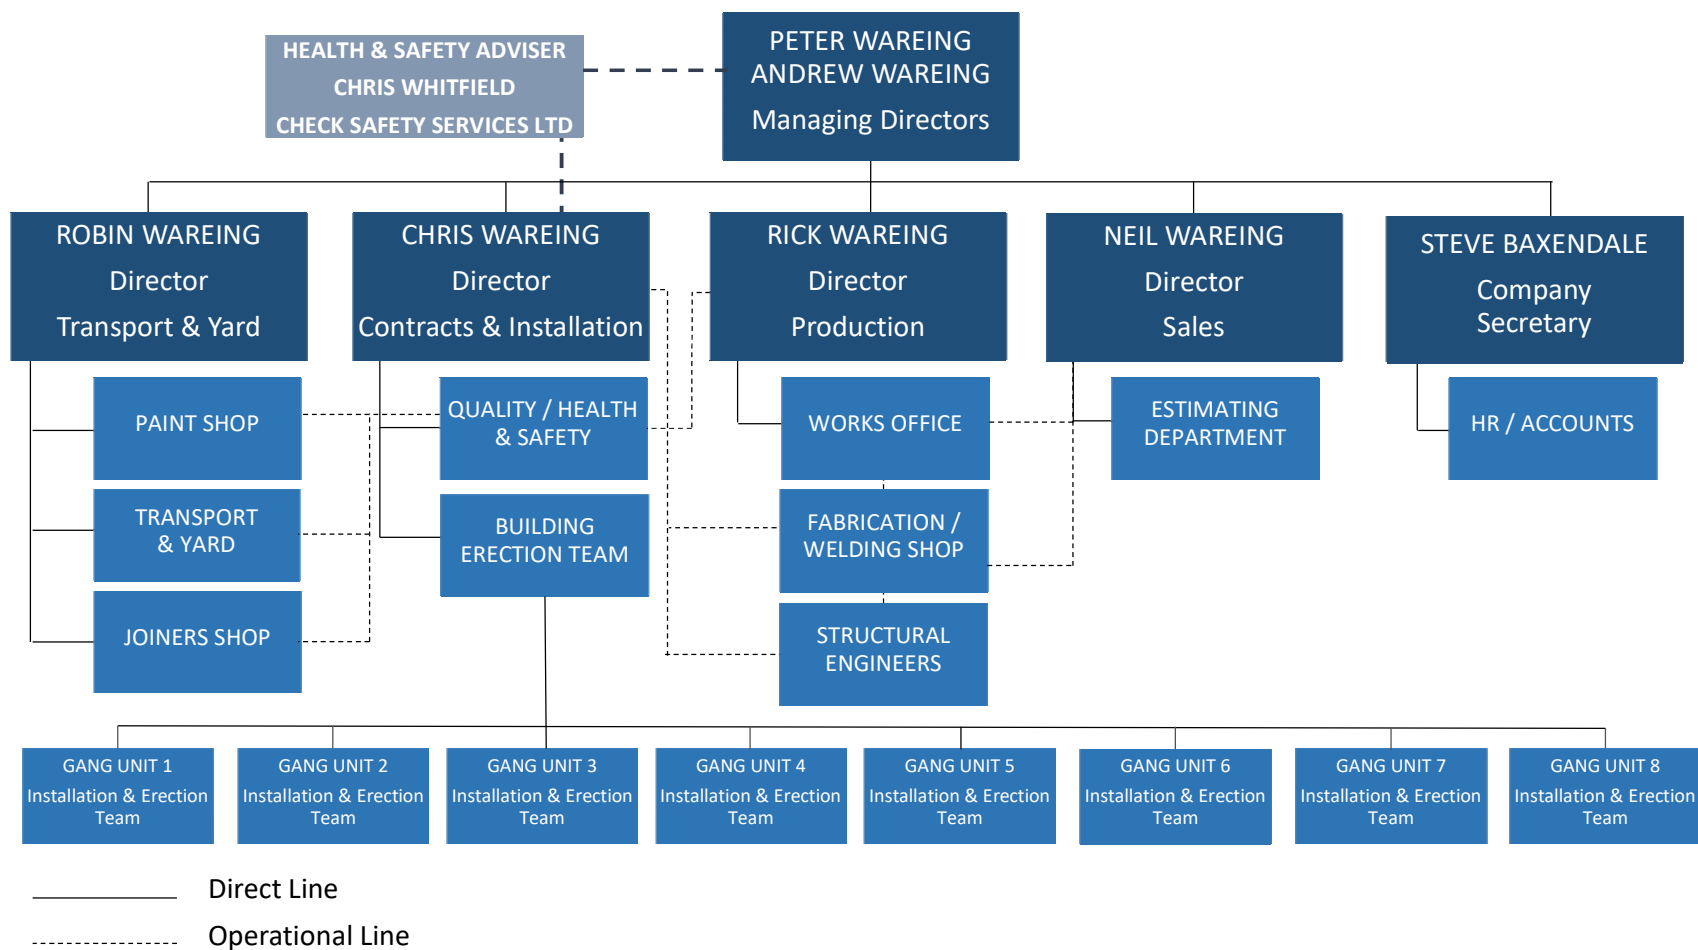 HEALTH & SAFETY ADVISER
CHRIS WHITFIELD
CHECK SAFETY SERVICES LTD
PETER WAREING
ANDREW WAREING
Managing Directors
ROBIN WAREING
Director
Transport & Yard
CHRIS WAREING
Director
Contracts & Installation
RICK WAREING
Director
Production
NEIL WAREING
Director
Sales
STEVE BAXENDALE
Company
Secretary
PAINT SHOP
QUALITY / HEALTH
& SAFETY
WORKS OFFICE
ESTIMATING
DEPARTMENT
HR / ACCOUNTS
TRANSPORT
& YARD
BUILDING
ERECTION TEAM
FABRICATION /
WELDING SHOP
JOINERS SHOP
STRUCTURAL
ENGINEERS
GANG UNIT 1
Installation & Erection
Team
GANG UNIT 2
Installation & Erection
Team
GANG UNIT 3
Installation & Erection
Team
GANG UNIT 4
Installation & Erection
Team
GANG UNIT 5
Installation & Erection
Team
GANG UNIT 6
Installation & Erection
Team
GANG UNIT 7
Installation & Erection
Team
GANG UNIT 8
Installation & Erection
Team
Direct Line
Operational Line